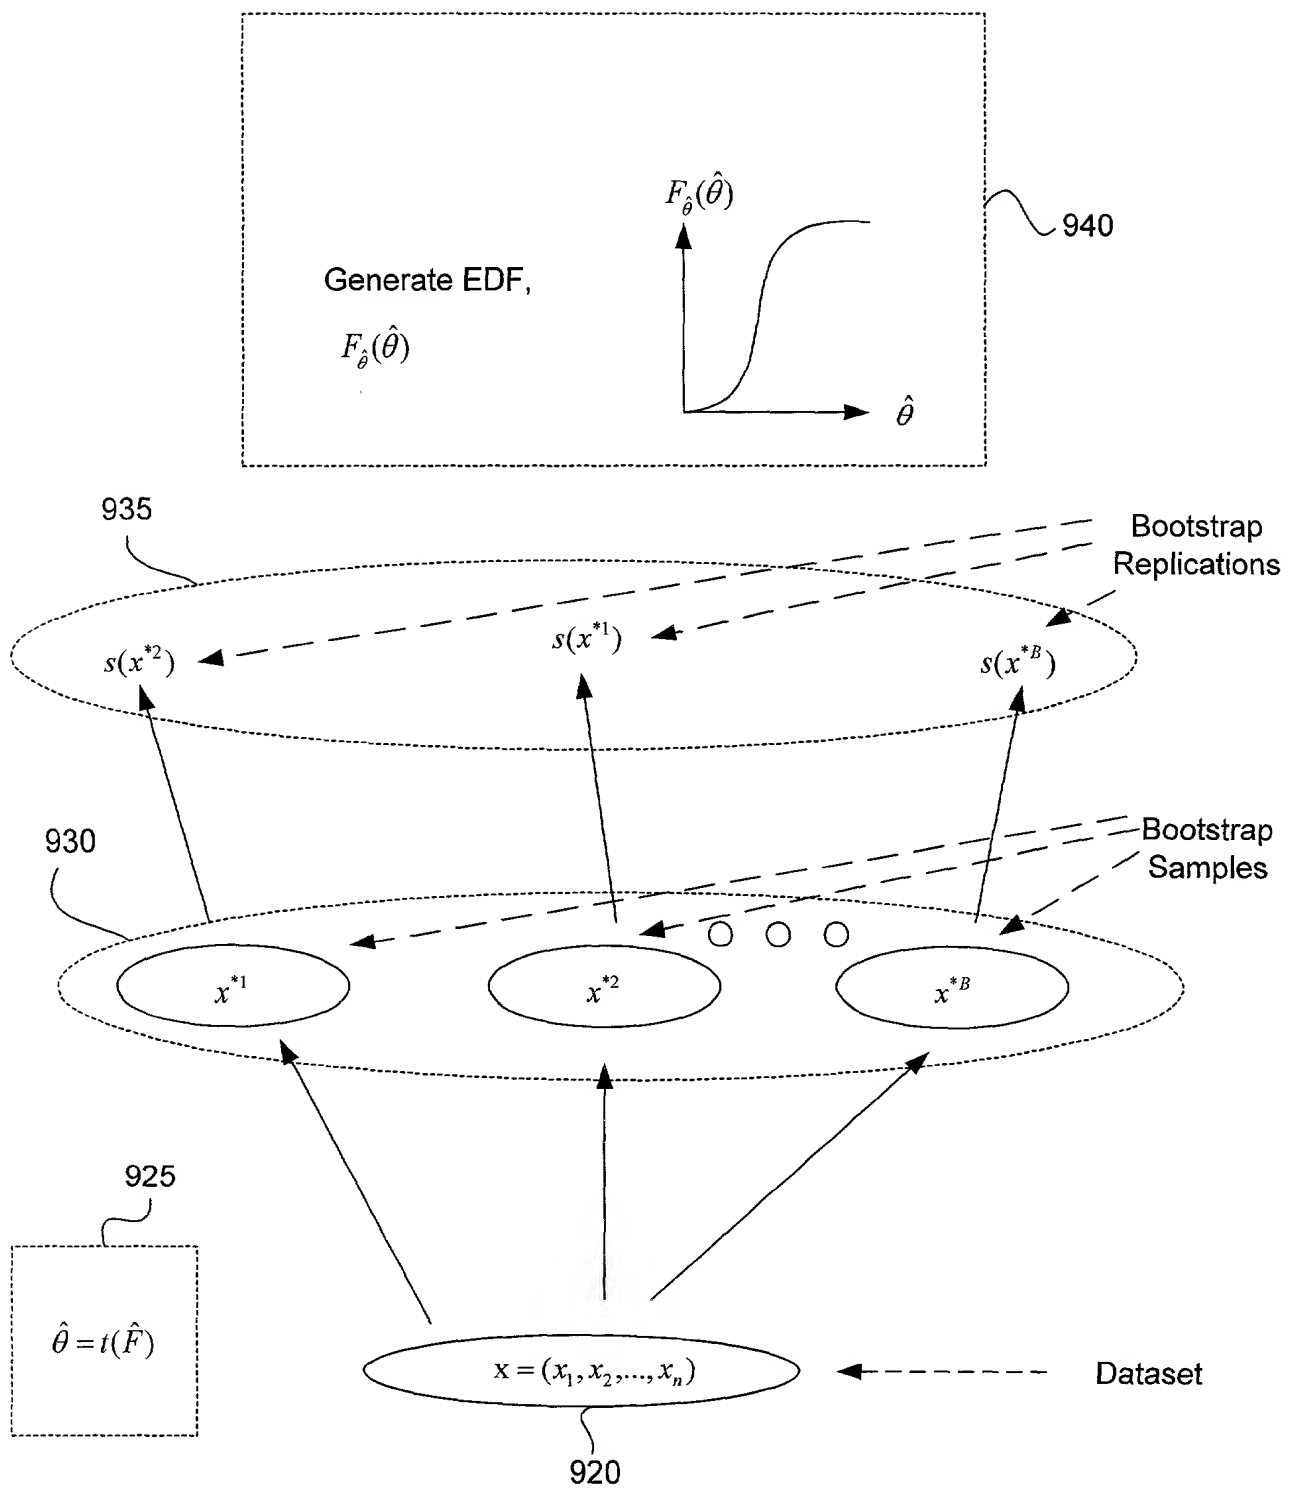 F_θ̂(θ̂)
940
Generate EDF,
F_θ̂(θ̂)
θ̂
935
Bootstrap
Replications
s(x*²) s(x*¹) s(x*ᴮ)
930
Bootstrap
Samples
x*¹ x*² x*ᴮ
925
θ̂ = t(F̂)
x = (x₁, x₂,..., xₙ)
Dataset
920